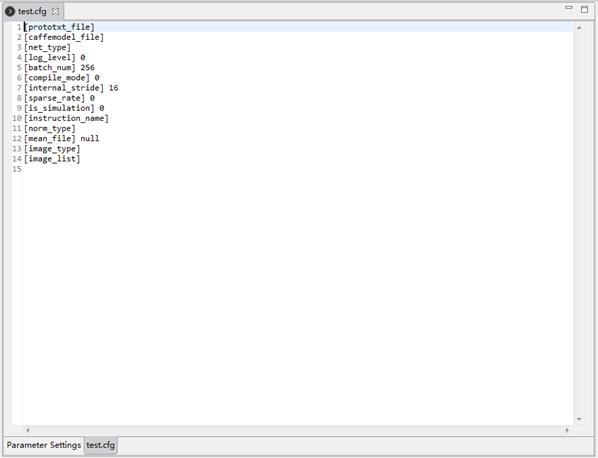 test.cfg
1 [prototxt_file]
2 [caffemodel_file]
3 [net_type]
4 [log_level] 0
5 [batch_num] 256
6 [compile_mode] 0
7 [internal_stride] 16
8 [sparse_rate] 0
9 [is_simulation] 0
10 [instruction_name]
11 [norm_type]
12 [mean_file] null
13 [image_type]
14 [image_list]
15
Parameter Settings test.cfg